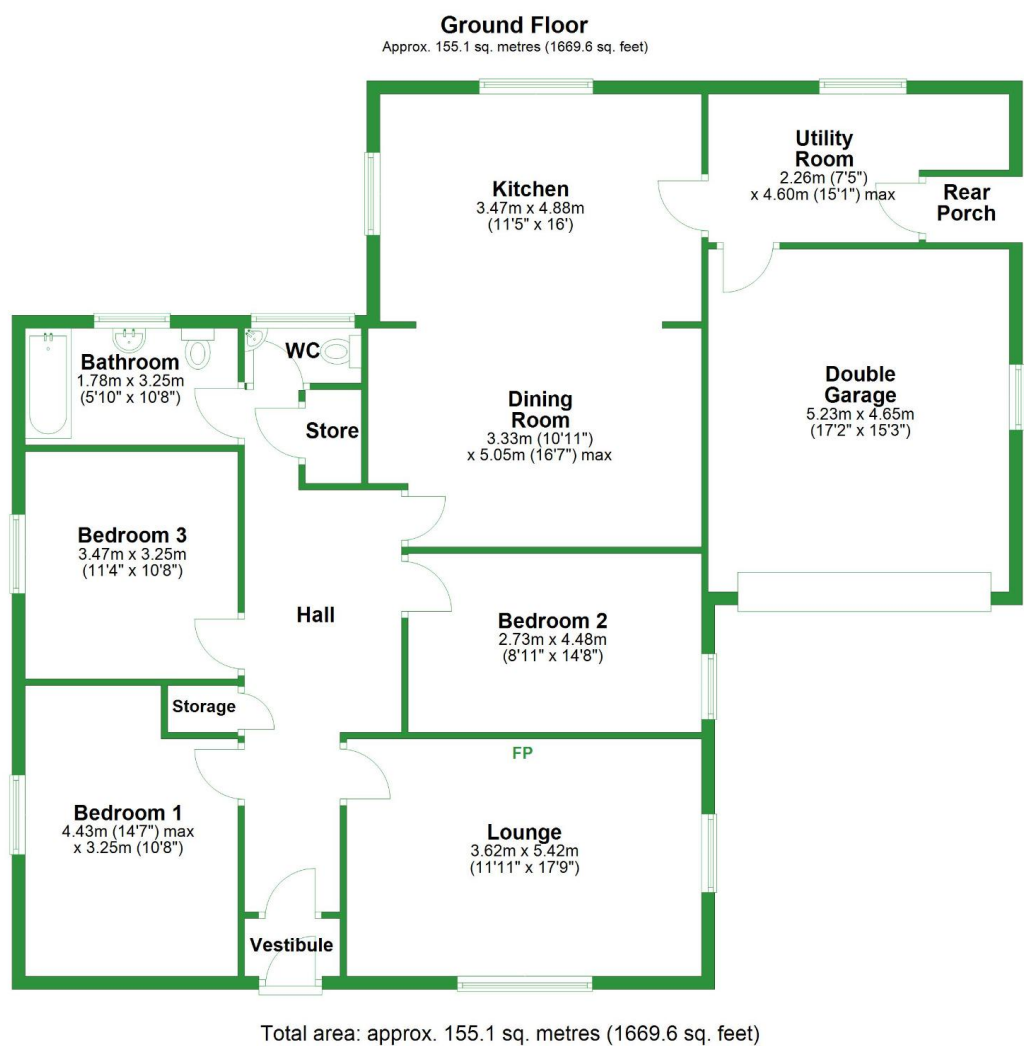 Ground Floor
Approx. 155.1 sq. metres (1669.6 sq. feet)
Kitchen
3.47m x 4.88m
(11'5" x 16')
Utility
Room
2.26m (7'5")
x 4.60m (15'1") max
Rear
Porch
Bathroom
1.78m x 3.25m
(5'10" x 10'8")
WC
Store
Dining
Room
3.33m (10'11")
x 5.05m (16'7") max
Double
Garage
5.23m x 4.65m
(17'2" x 15'3")
Bedroom 3
3.47m x 3.25m
(11'4" x 10'8")
Hall
Bedroom 2
2.73m x 4.48m
(8'11" x 14'8")
Storage
FP
Bedroom 1
4.43m (14'7") max
x 3.25m (10'8")
Lounge
3.62m x 5.42m
(11'11" x 17'9")
Vestibule
Total area: approx. 155.1 sq. metres (1669.6 sq. feet)